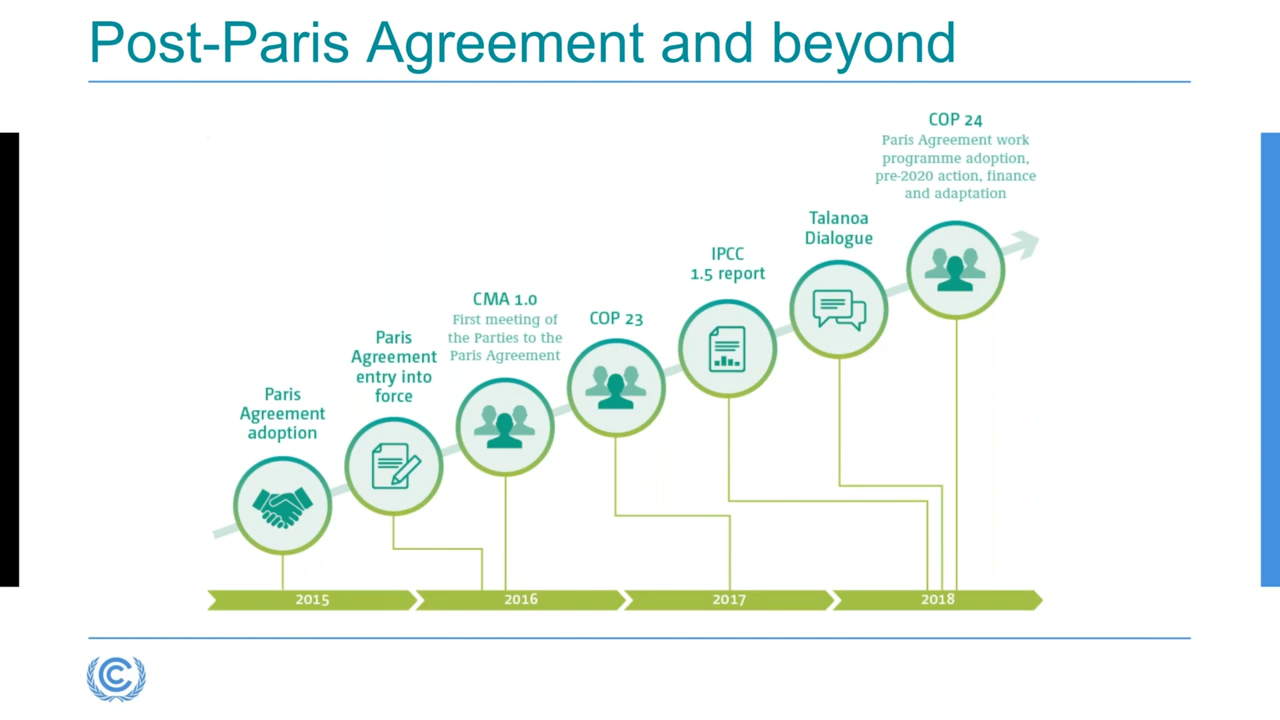 Post-Paris Agreement and beyond
COP 24
Paris Agreement work
programme adoption,
pre-2020 action, finance
and adaptation
Talanoa
Dialogue
IPCC
1.5 report
CMA 1.0
First meeting of
the Parties to the
Paris Agreement
COP 23
Paris
Agreement
entry into
force
Paris
Agreement
adoption
2015
2016
2017
2018